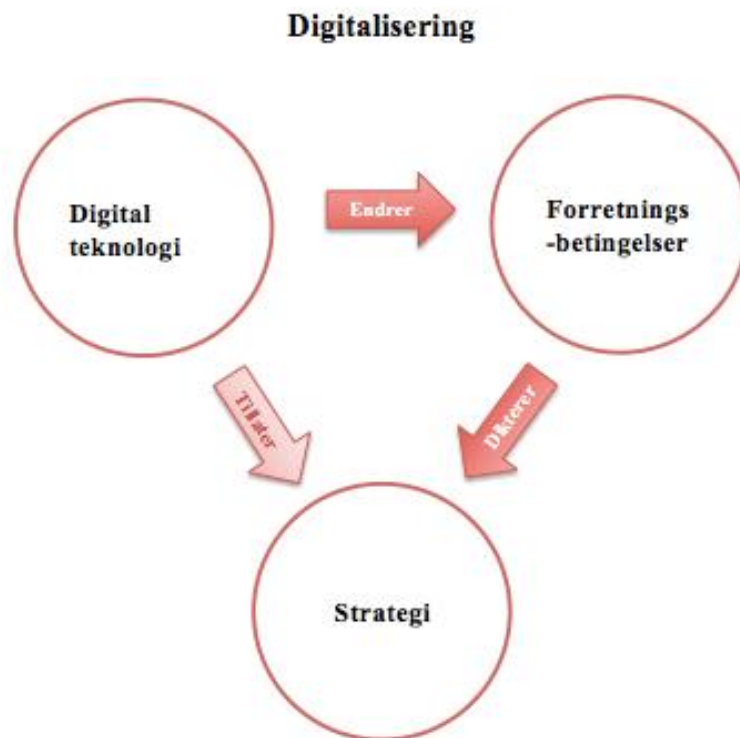 Digitalisering
Digital
teknologi
Endrer
Forretnings
-betingelser
Tillater
Dikterer
Strategi